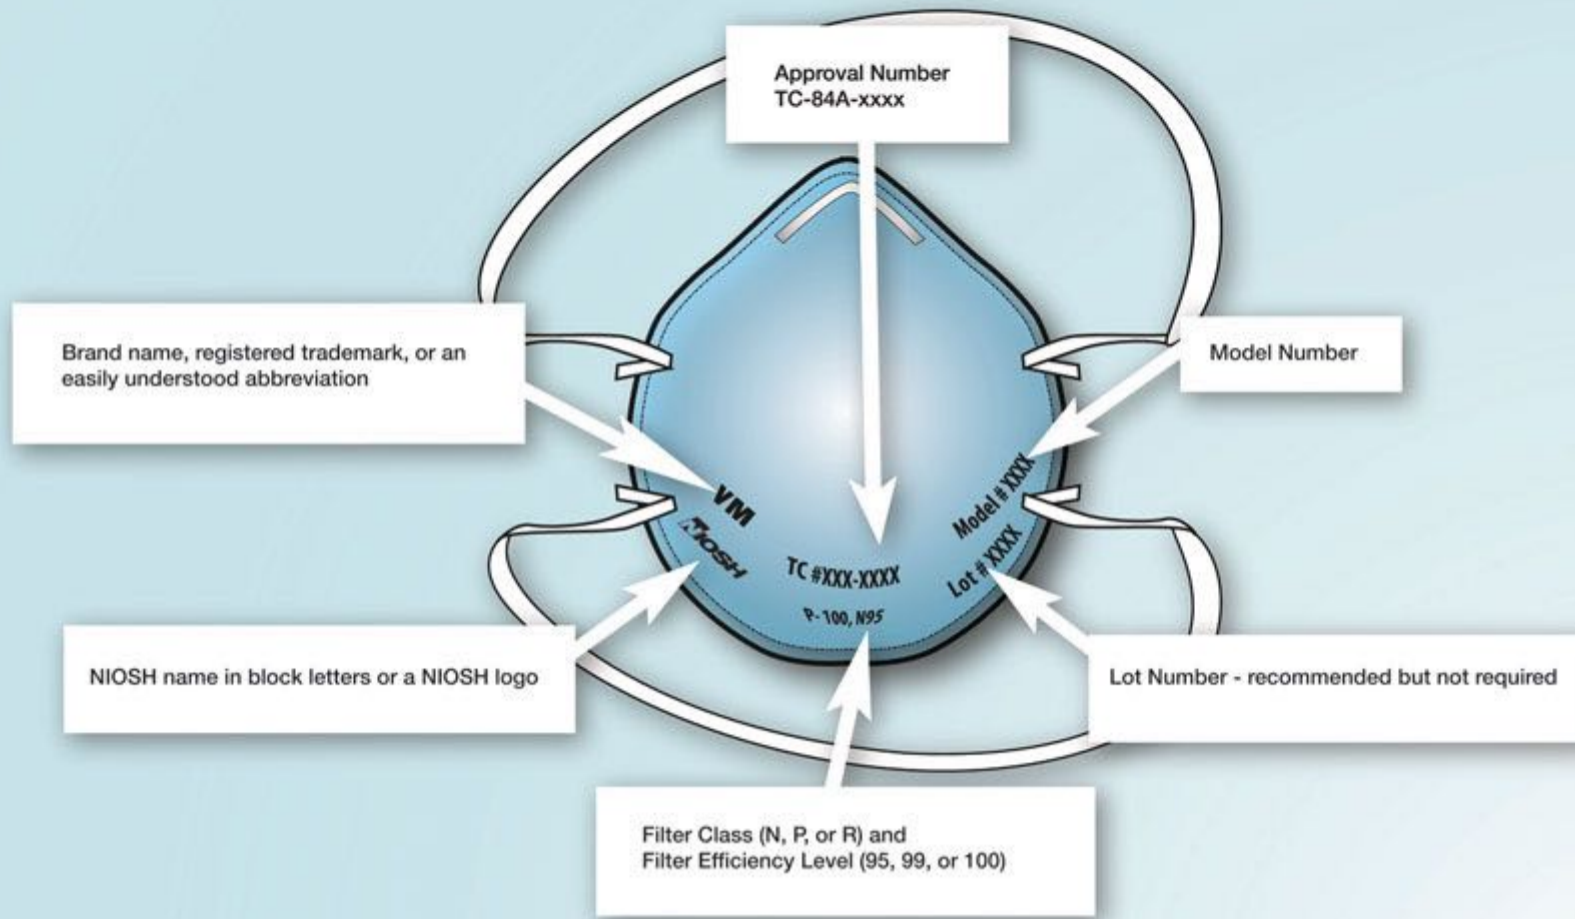 Approval Number
TC-84A-xxxx
Brand name, registered trademark, or an
easily understood abbreviation
Model Number
VM
NIOSH
TC #XXX-XXXX
P-100, N95
Model # XXXX
Lot # XXXX
NIOSH name in block letters or a NIOSH logo
Lot Number - recommended but not required
Filter Class (N, P, or R) and
Filter Efficiency Level (95, 99, or 100)